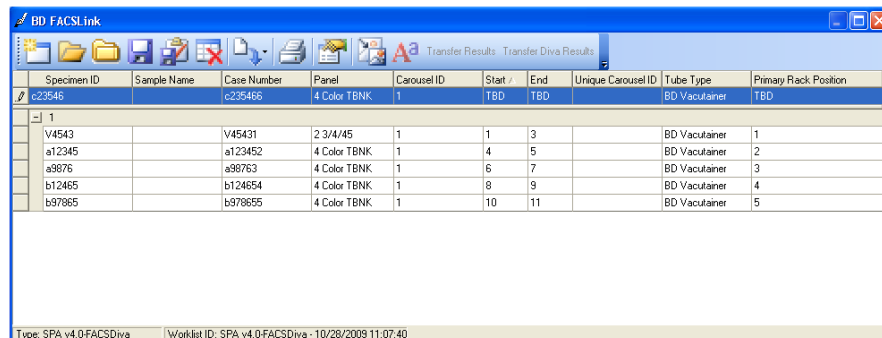 BD FACSLink
Aa Transfer Results Transfer Diva Results
Specimen ID Sample Name Case Number Panel Carousel ID Start End Unique Carousel ID Tube Type Primary Rack Position
c23546 c235466 4 Color TBNK 1 TBD TBD BD Vacutainer TBD
1
V4543 V45431 2 3/4/45 1 1 3 BD Vacutainer 1
a12345 a123452 4 Color TBNK 1 4 5 BD Vacutainer 2
a9876 a98763 4 Color TBNK 1 6 7 BD Vacutainer 3
b12465 b124654 4 Color TBNK 1 8 9 BD Vacutainer 4
b97865 b978655 4 Color TBNK 1 10 11 BD Vacutainer 5
Type: SPA v4.0-FACSDiva Worklist ID: SPA v4.0-FACSDiva - 10/28/2009 11:07:40